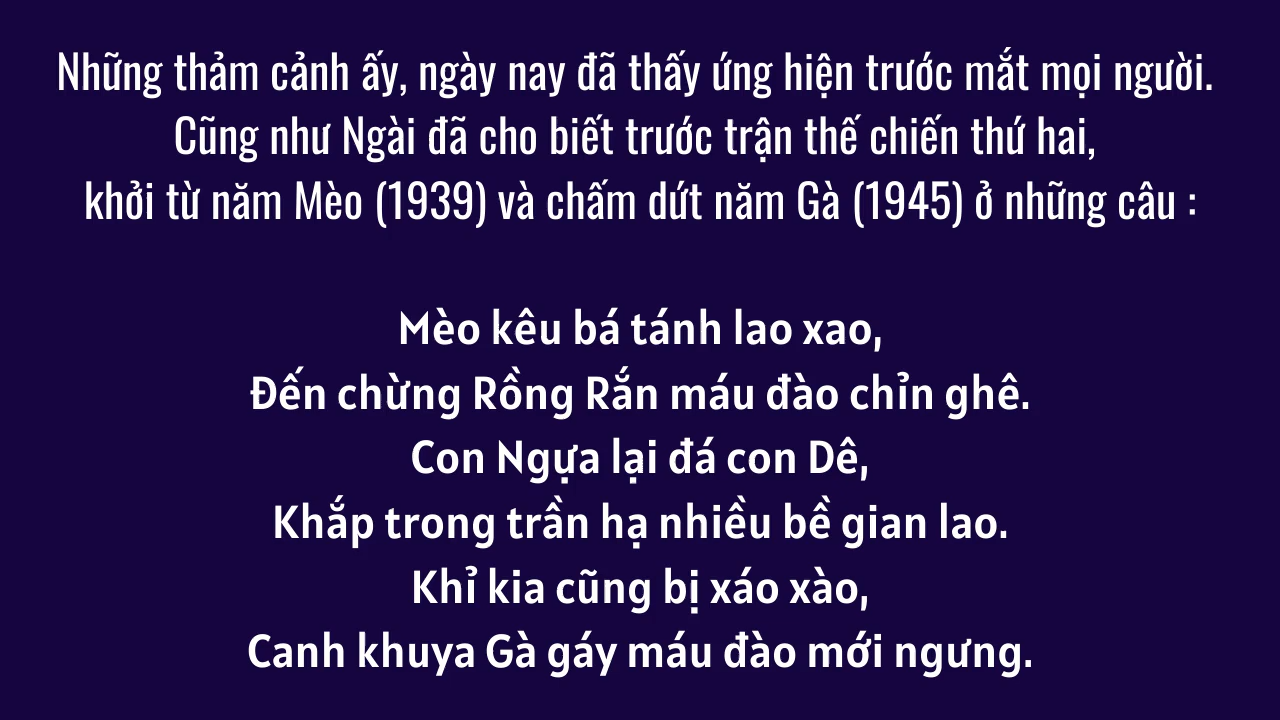 Những thảm cảnh ấy, ngày nay đã thấy ứng hiện trước mắt mọi người.
Cũng như Ngài đã cho biết trước trận thế chiến thứ hai,
khởi từ năm Mèo (1939) và chấm dứt năm Gà (1945) ở những câu :
Mèo kêu bá tánh lao xao,
Đến chừng Rồng Rắn máu đào chỉn ghê.
Con Ngựa lại đá con Dê,
Khắp trong trần hạ nhiều bề gian lao.
Khỉ kia cũng bị xáo xào,
Canh khuya Gà gáy máu đào mới ngưng.